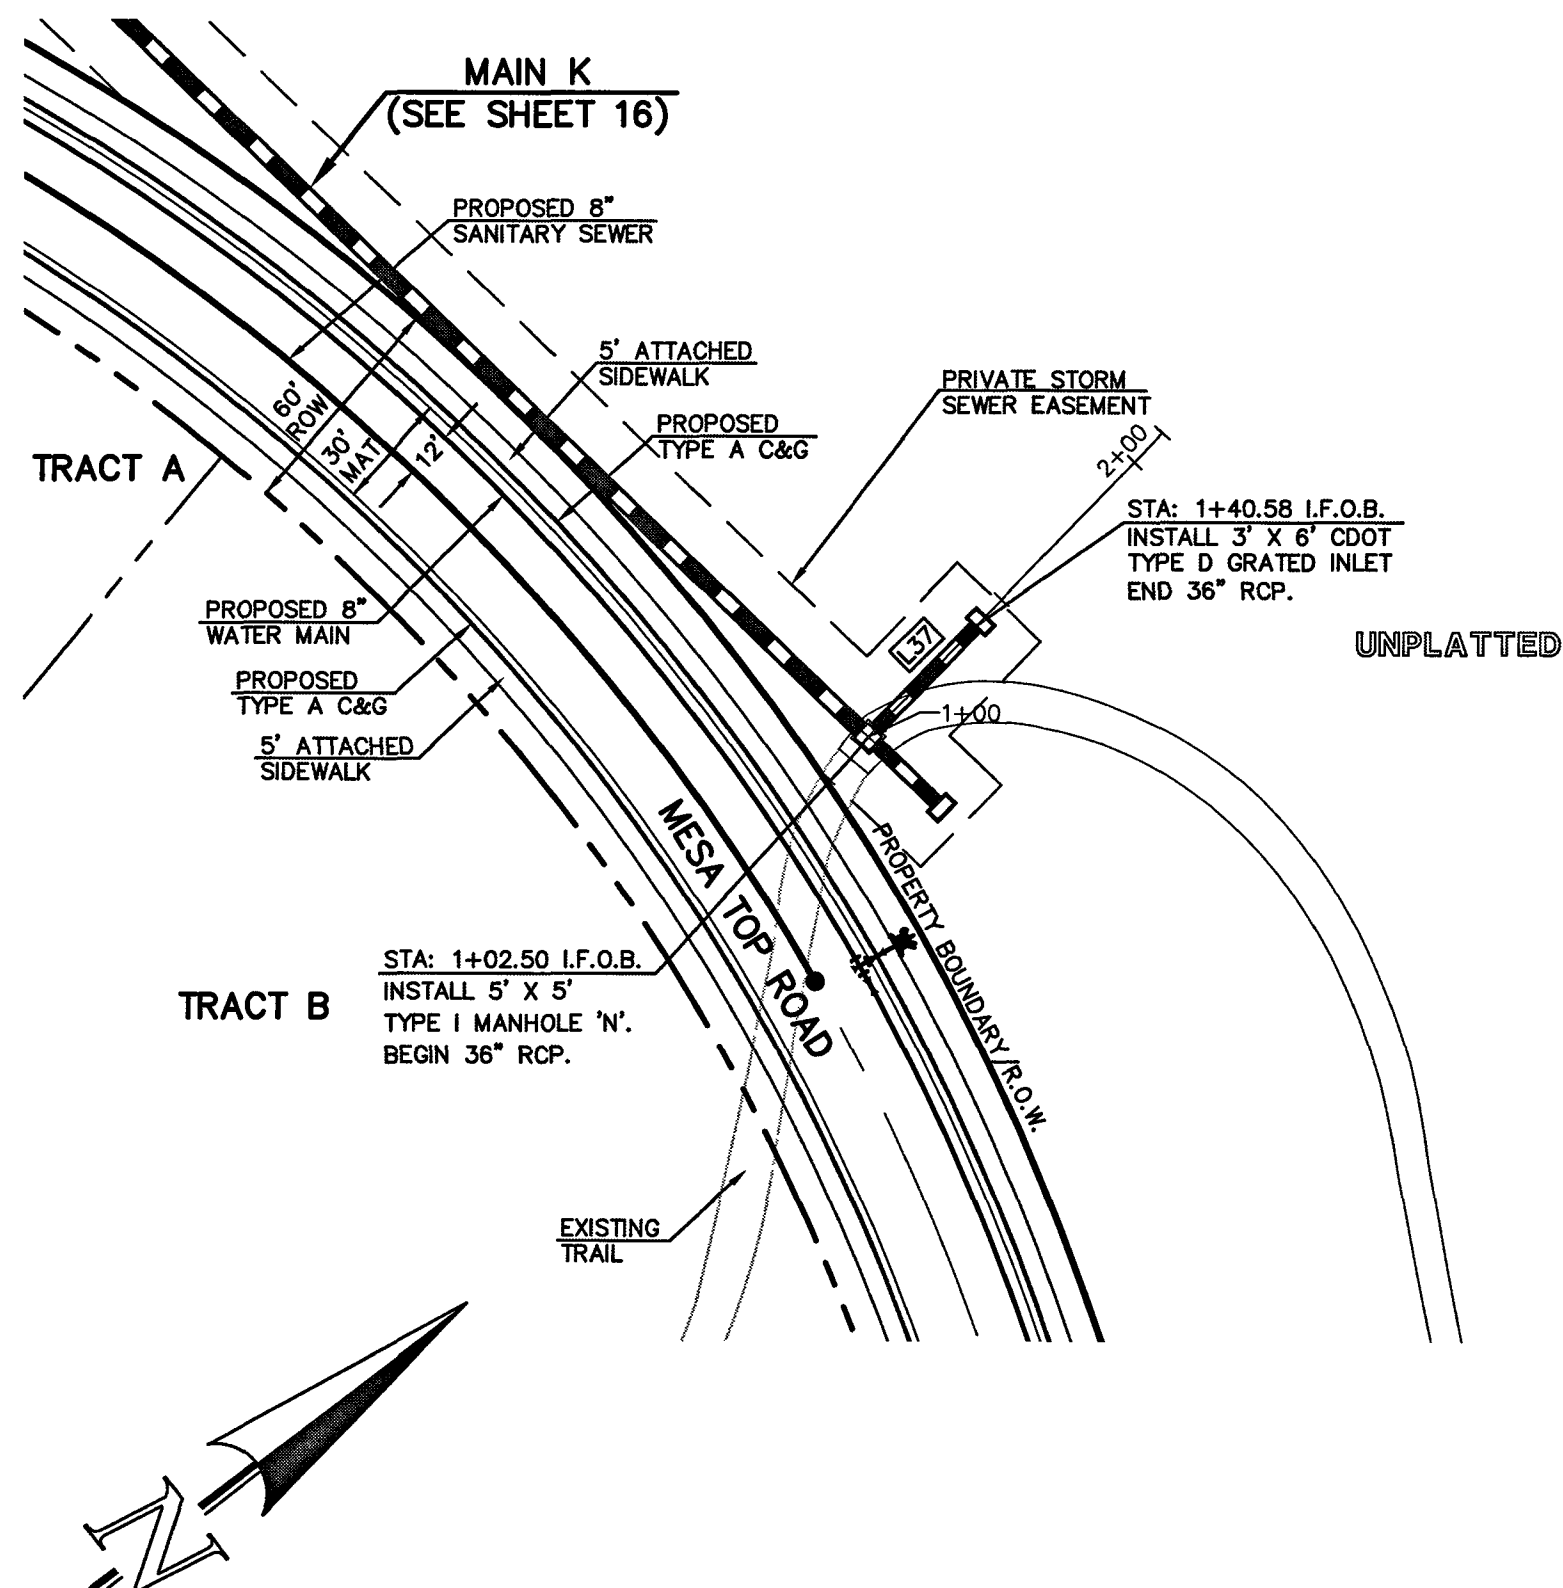 MAIN K
(SEE SHEET 16)
PROPOSED 8"
SANITARY SEWER
5' ATTACHED
SIDEWALK
PROPOSED
TYPE A C&G
PRIVATE STORM
SEWER EASEMENT
2+00
STA: 1+40.58 I.F.O.B.
INSTALL 3' X 6' CDOT
TYPE D GRATED INLET
END 36" RCP.
UNPLATTED
60'
ROW
30'
MAT
12'
TRACT A
L37
1+00
PROPOSED 8"
WATER MAIN
PROPOSED
TYPE A C&G
5' ATTACHED
SIDEWALK
MESA TOP ROAD
PROPERTY BOUNDARY/R.O.W.
STA: 1+02.50 I.F.O.B.
INSTALL 5' X 5'
TYPE I MANHOLE 'N'.
BEGIN 36" RCP.
TRACT B
EXISTING
TRAIL
N